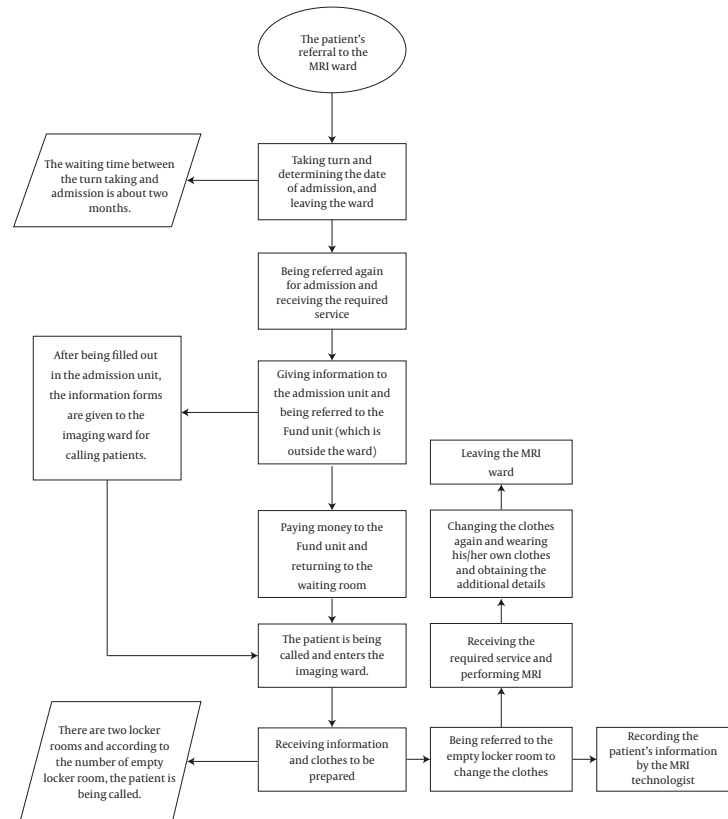 The patient's
referral to the
MRI ward
The waiting time between
the turn taking and
admission is about two
months.
Taking turn and
determining the date
of admission, and
leaving the ward
Being referred again
for admission and
receiving the required
service
After being filled out
in the admission unit,
the information forms
are given to the
imaging ward for
calling patients.
Giving information to
the admission unit and
being referred to the
Fund unit (which is
outside the ward)
Paying money to the
Fund unit and
returning to the
waiting room
The patient is being
called and enters the
imaging ward.
There are two locker
rooms and according to
the number of empty
locker room, the patient is
being called.
Receiving information
and clothes to be
prepared
Being referred to the
empty locker room to
change the clothes
Recording the
patient's information
by the MRI
technologist
Receiving the
required service and
performing MRI
Changing the clothes
again and wearing
his/her own clothes
and obtaining the
additional details
Leaving the MRI
ward